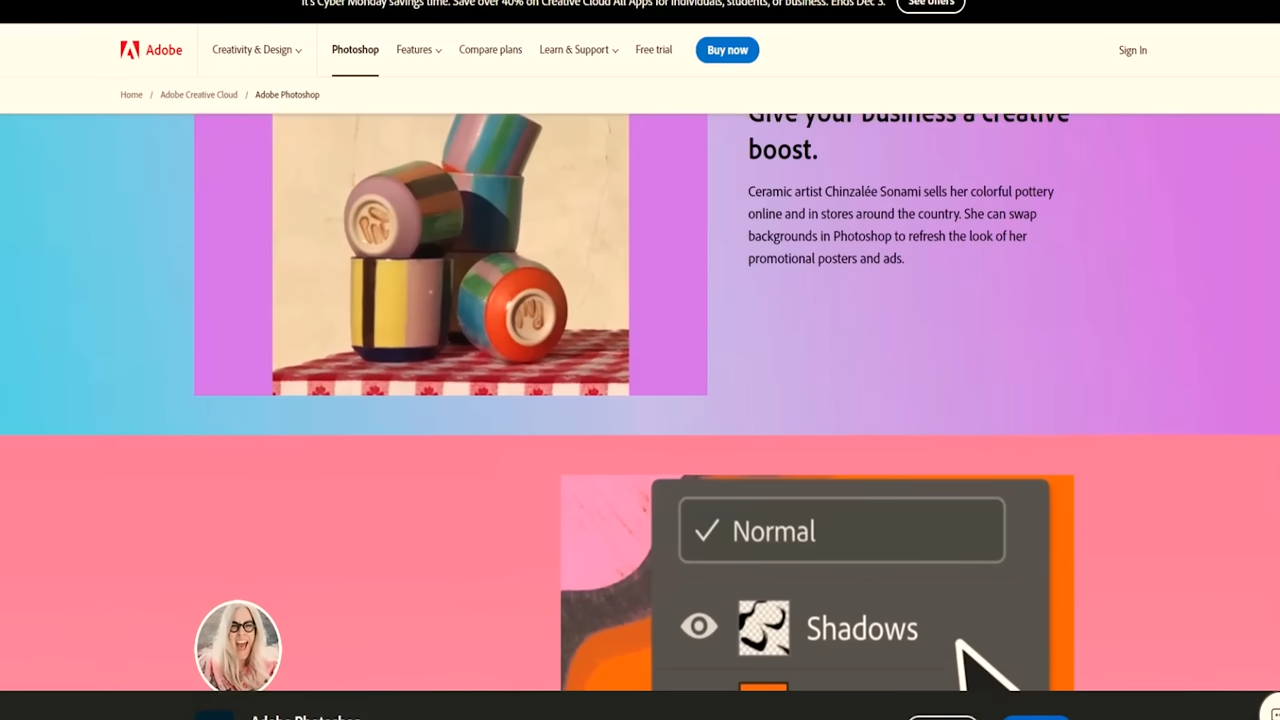 It's Cyber Monday savings time. Save over 40% on Creative Cloud All Apps for individuals, students, or business. Ends Dec 3.
See offers
Adobe
Creativity & Design
Photoshop
Features
Compare plans
Learn & Support
Free trial
Buy now
Sign In
Home / Adobe Creative Cloud / Adobe Photoshop
Give your business a creative
boost.
Ceramic artist Chinzalée Sonami sells her colorful pottery
online and in stores around the country. She can swap
backgrounds in Photoshop to refresh the look of her
promotional posters and ads.
Normal
Shadows
Adobe Photoshop